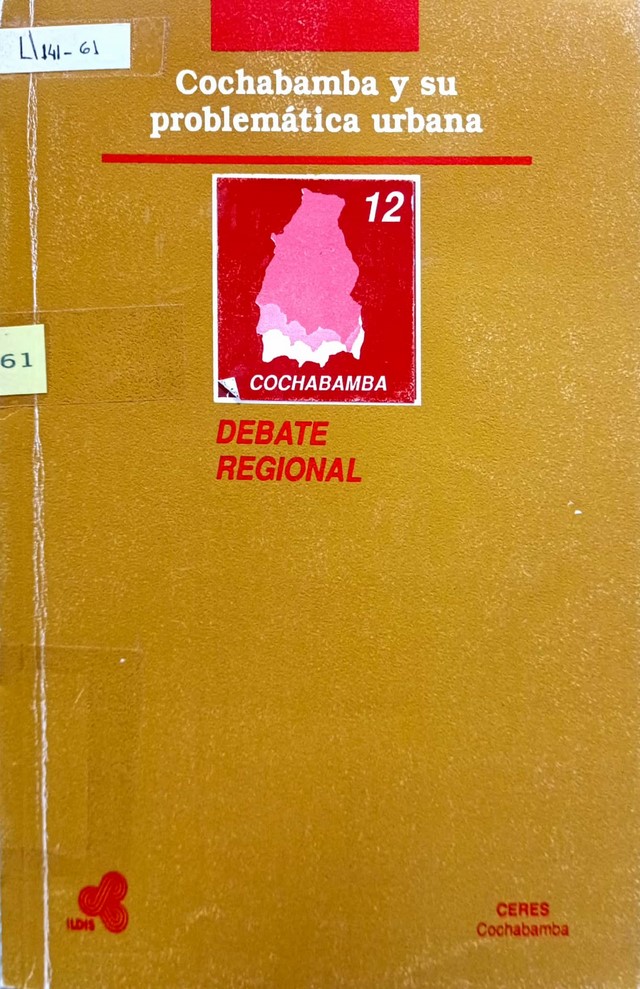 L\141-61
Cochabamba y su
problemática urbana
12
61
COCHABAMBA
DEBATE
REGIONAL
ILDIS
CERES
Cochabamba